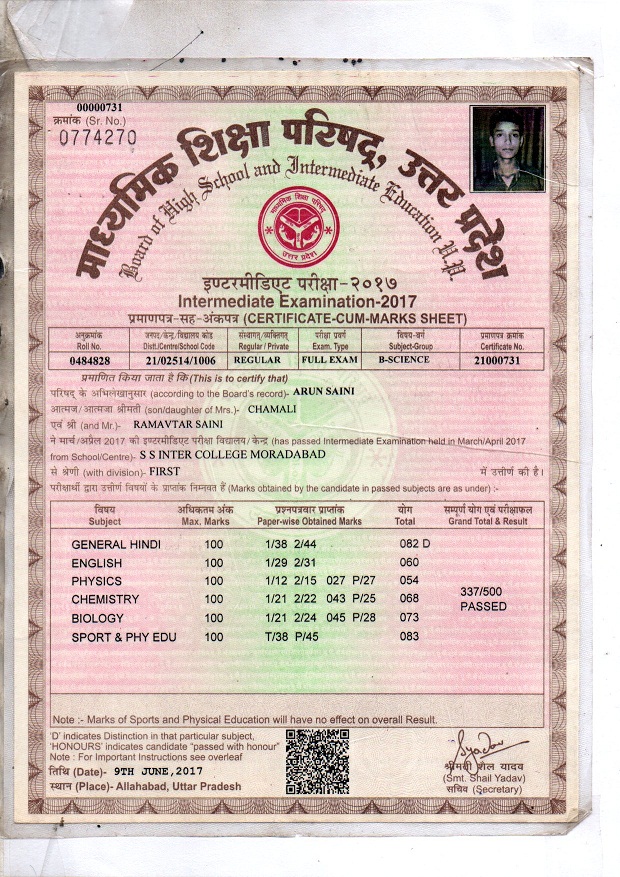 00000731
क्रमांक (Sr. No.)
0774270
माध्यमिक शिक्षा परिषद्, उत्तर प्रदेश
Board of High School and Intermediate Education U.P.
माध्यमिक शिक्षा परिषद्
उत्तर प्रदेश
इण्टरमीडिएट परीक्षा-२०१७
Intermediate Examination-2017
प्रमाणपत्र-सह-अंकपत्र (CERTIFICATE-CUM-MARKS SHEET)
अनुक्रमांक जनपद/केन्द्र/विद्यालय कोड संस्थागत/व्यक्तिगत परीक्षा प्रवर्ग विषय-वर्ग प्रमाणपत्र क्रमांक
Roll No. Dist./Centre/School Code Regular / Private Exam. Type Subject-Group Certificate No.
0484828 21/02514/1006 REGULAR FULL EXAM B-SCIENCE 21000731
प्रमाणित किया जाता है कि (This is to certify that)
परिषद् के अभिलेखानुसार (according to the Board's record)- ARUN SAINI
आत्मज/आत्मजा श्रीमती (son/daughter of Mrs.)- CHAMALI
एवं श्री (and Mr.)- RAMAVTAR SAINI
ने मार्च/अप्रैल 2017 की इण्टरमीडिएट परीक्षा विद्यालय/केन्द्र (has passed Intermediate Examination held in March/April 2017
from School/Centre)- S S INTER COLLEGE MORADABAD
से श्रेणी (with division)- FIRST में उत्तीर्ण की है।
परीक्षार्थी द्वारा उत्तीर्ण विषयों के प्राप्तांक निम्नवत हैं (Marks obtained by the candidate in passed subjects are as under) :-
विषय अधिकतम अंक प्रश्नपत्रवार प्राप्तांक योग सम्पूर्ण योग एवं परीक्षाफल
Subject Max. Marks Paper-wise Obtained Marks Total Grand Total & Result
GENERAL HINDI 100 1/38 2/44 082 D
ENGLISH 100 1/29 2/31 060
PHYSICS 100 1/12 2/15 027 P/27 054
337/500
CHEMISTRY 100 1/21 2/22 043 P/25 068
PASSED
BIOLOGY 100 1/21 2/24 045 P/28 073
SPORT & PHY EDU 100 T/38 P/45 083
Note :- Marks of Sports and Physical Education will have no effect on overall Result.
'D' indicates Distinction in that particular subject,
'HONOURS' indicates candidate "passed with honour"
Note : For Important Instructions see overleaf
तिथि (Date)- 9TH JUNE,2017
स्थान (Place)- Allahabad, Uttar Pradesh
SYadav
श्रीमती शैल यादव
(Smt. Shail Yadav)
सचिव (Secretary)